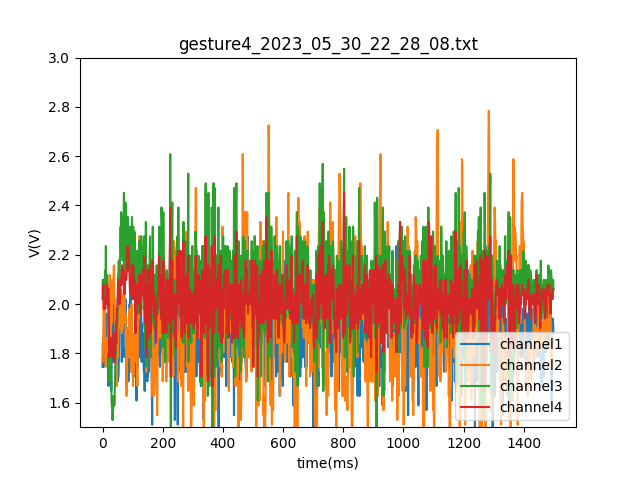 gesture4_2023_05_30_22_28_08.txt
3.0
2.8
2.6
2.4
2.2
2.0
1.8
1.6
V(V)
channel1
channel2
channel3
channel4
0 200 400 600 800 1000 1200 1400
time(ms)